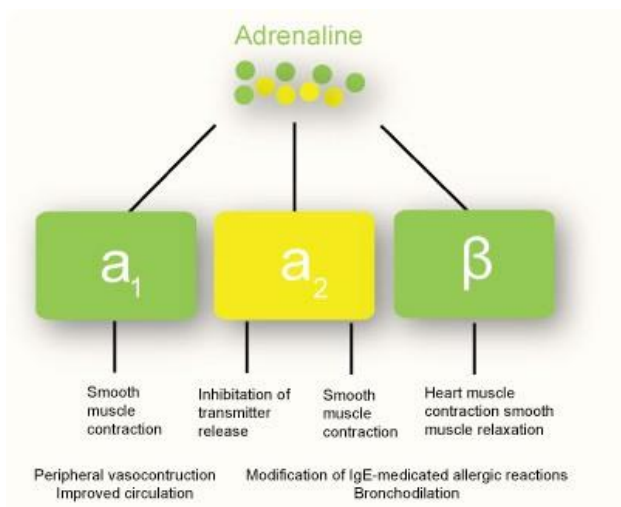 Adrenaline
a1
a2
β
Smooth
muscle
contraction
Inhibitation of
transmitter
release
Smooth
muscle
contraction
Heart muscle
contraction smooth
muscle relaxation
Peripheral vasocontruction
Improved circulation
Modification of IgE-medicated allergic reactions
Bronchodilation